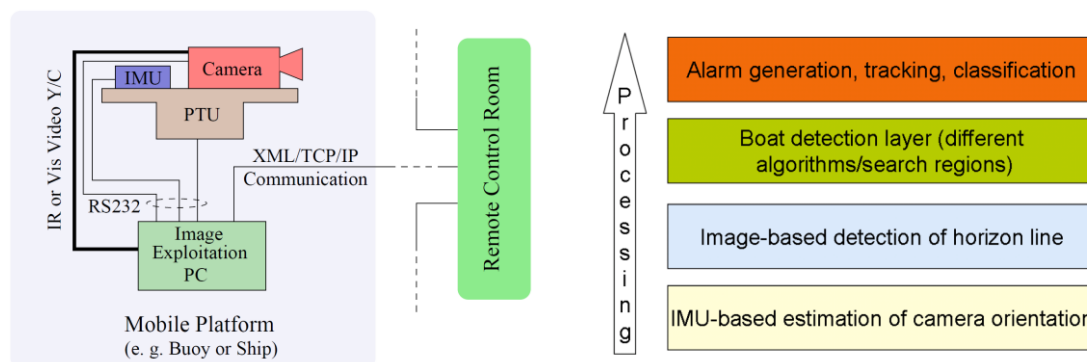 IR or Vis Video Y/C
IMU
Camera
PTU
RS232
XML/TCP/IP
Communication
Image
Exploitation
PC
Mobile Platform
(e. g. Buoy or Ship)
Remote Control Room
Processing
Alarm generation, tracking, classification
Boat detection layer (different
algorithms/search regions)
Image-based detection of horizon line
IMU-based estimation of camera orientation